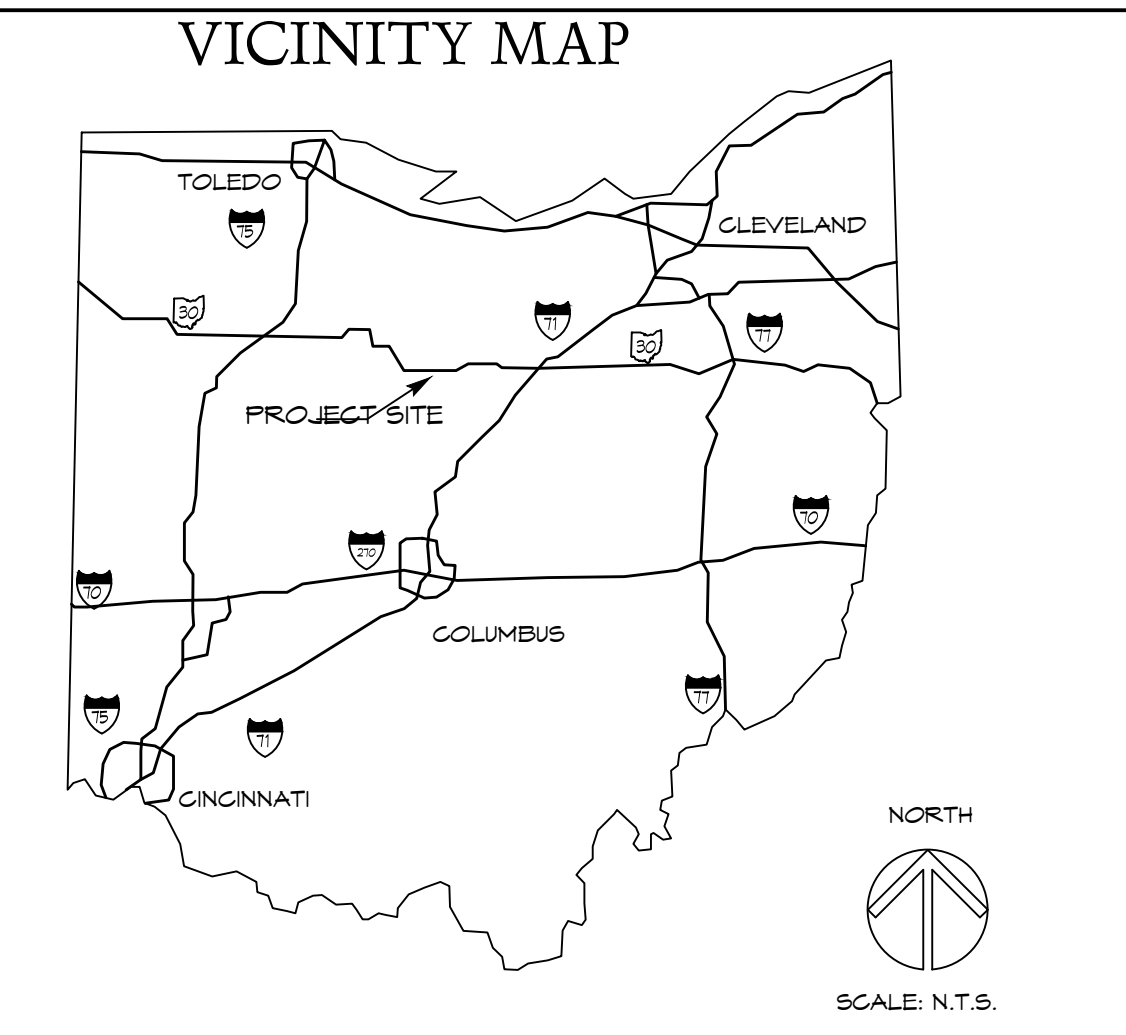 VICINITY MAP
TOLEDO
75
CLEVELAND
30
71
30
77
PROJECT SITE
70
270
70
COLUMBUS
77
75
71
CINCINNATI
NORTH
SCALE: N.T.S.